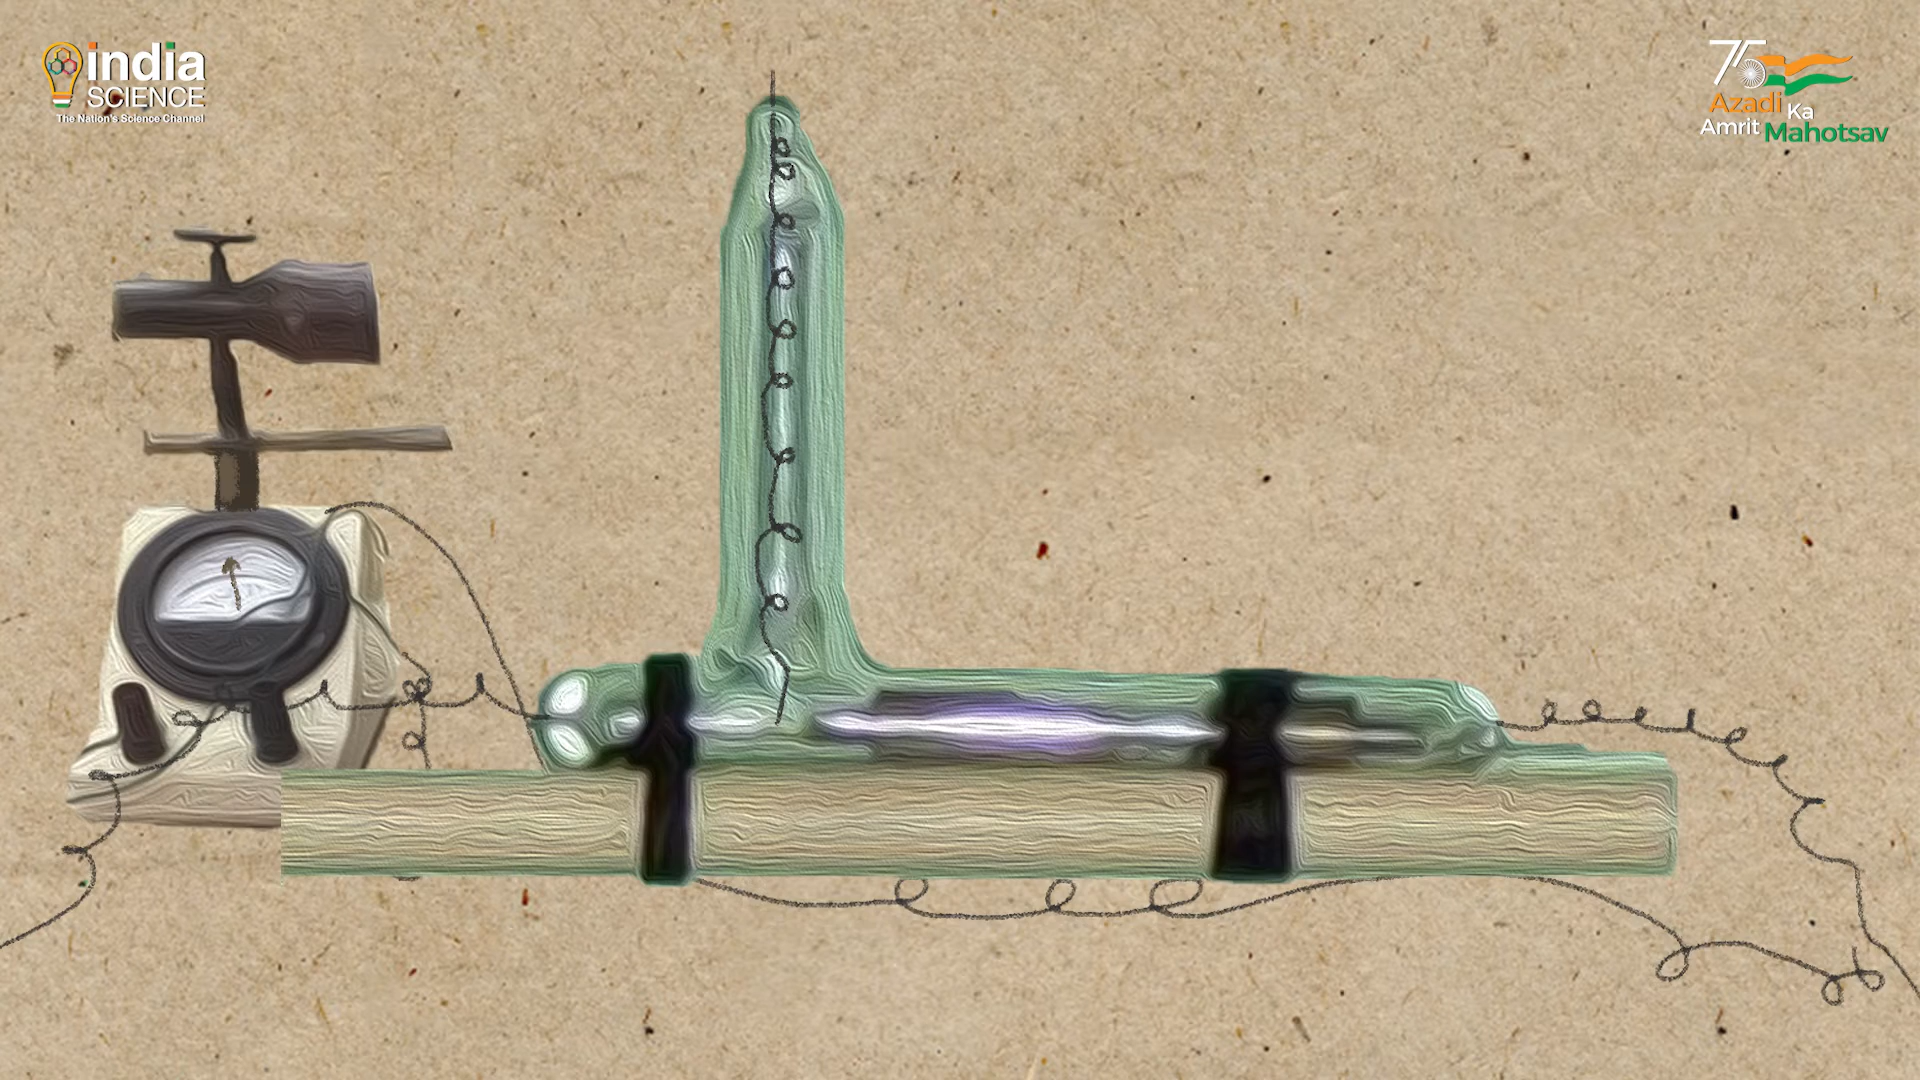 india
SCIENCE
The Nation's Science Channel
75
Azadi Ka
Amrit Mahotsav